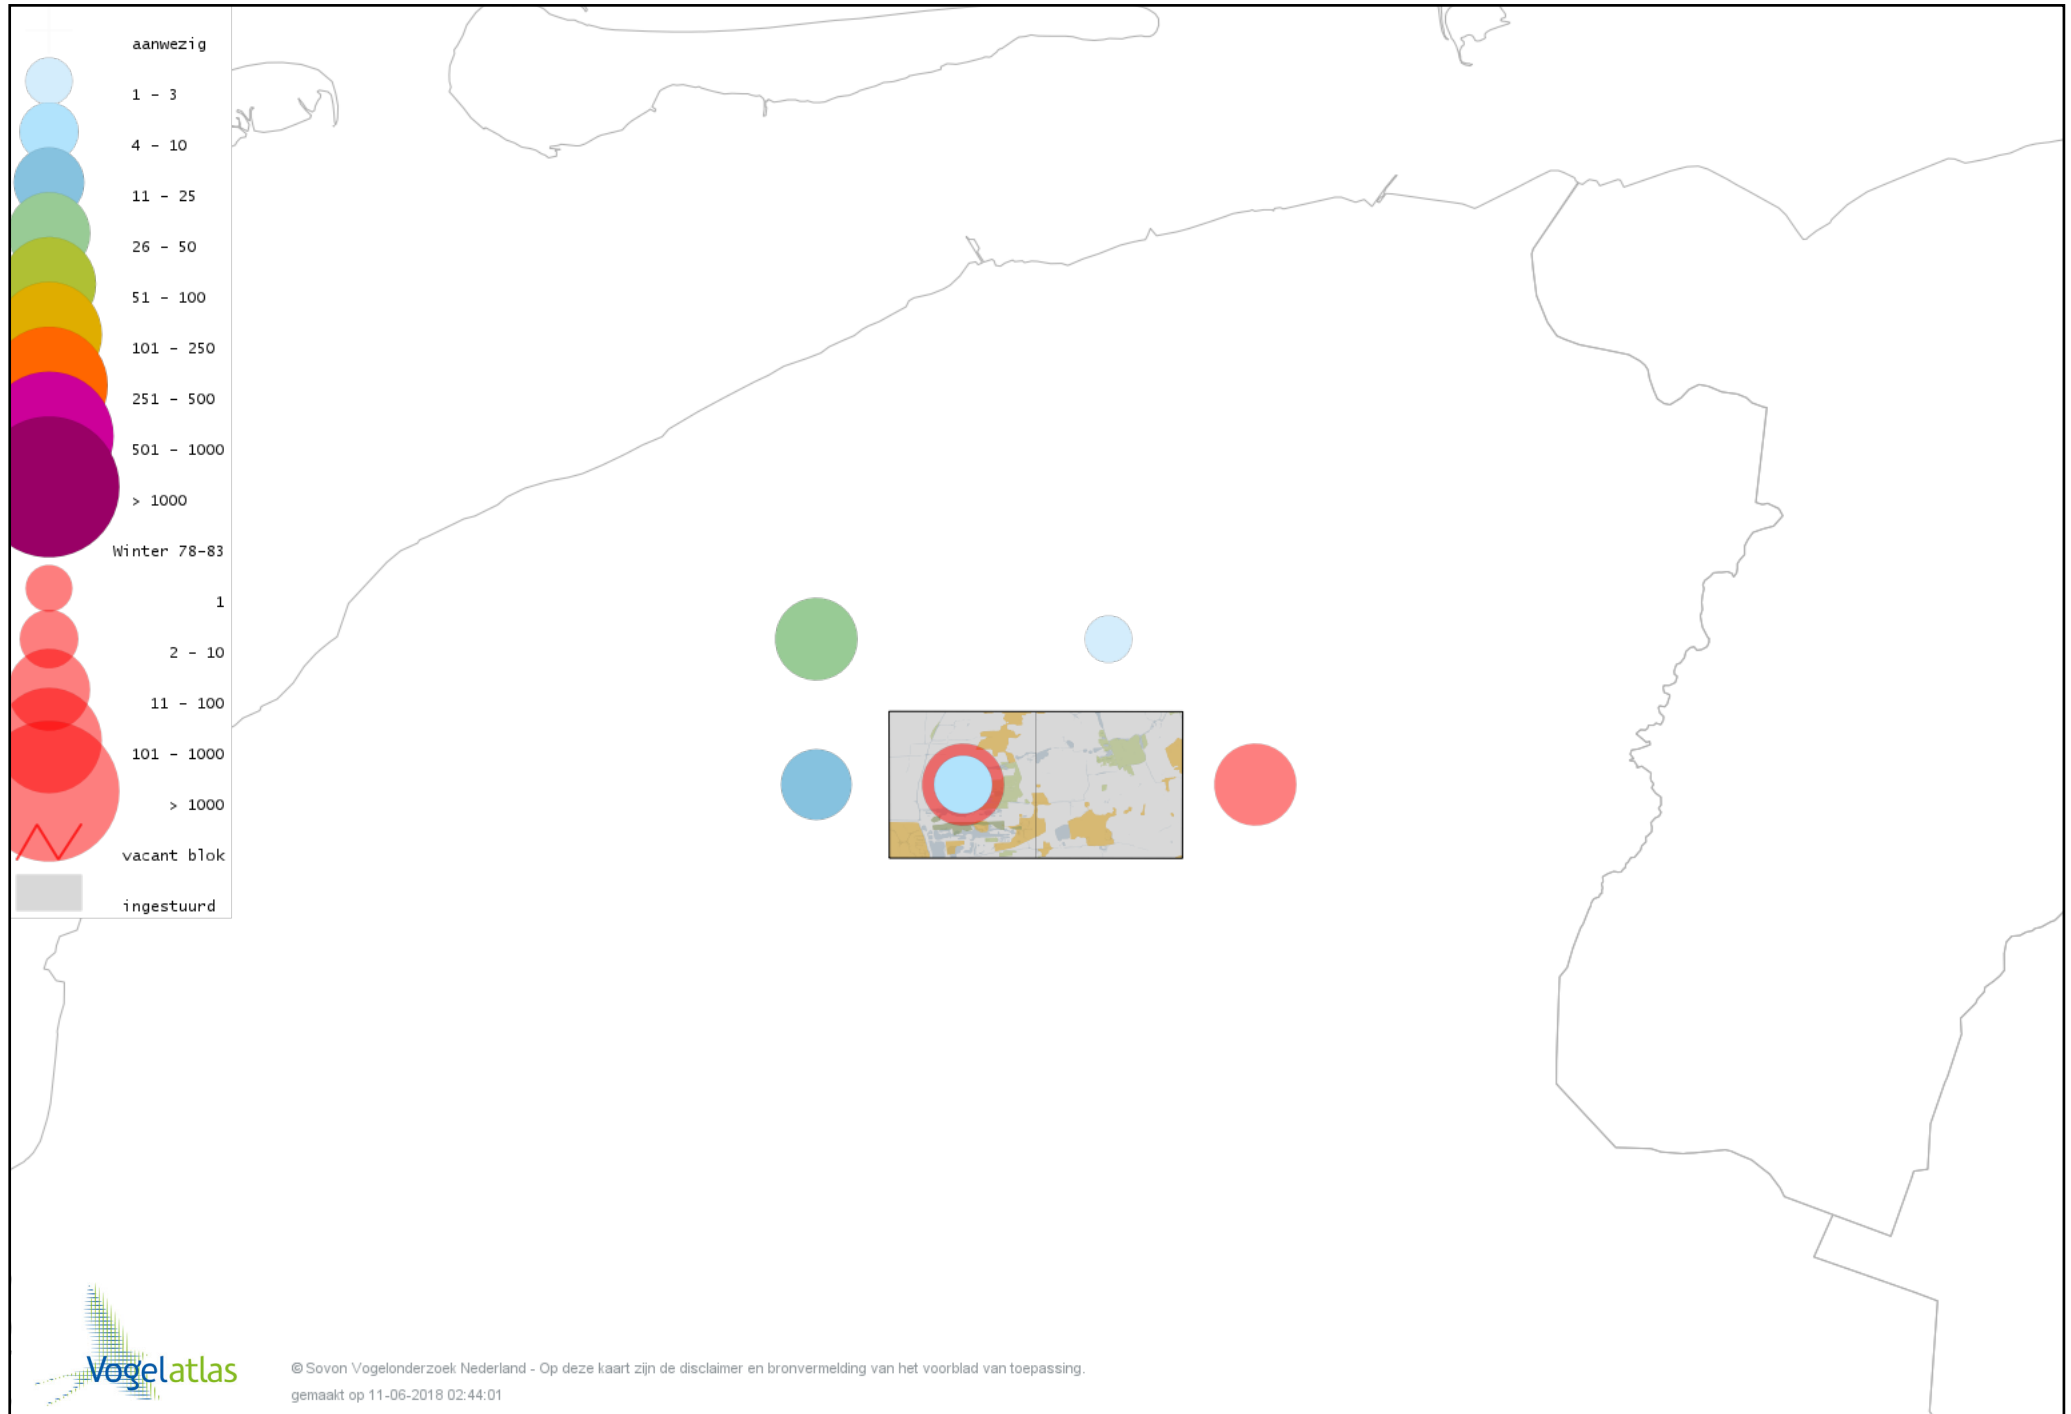 aanwezig
1 - 3
4 - 10
11 - 25
26 - 50
51 - 100
101 - 250
251 - 500
501 - 1000
> 1000
Winter 78-83
1
2 - 10
11 - 100
101 - 1000
> 1000
vacant blok
ingestuurd
Vogelatlas
© Sovon Vogelonderzoek Nederland - Op deze kaart zijn de disclaimer en bronvermelding van het voorblad van toepassing.
gemaakt op 11-06-2018 02:44:01